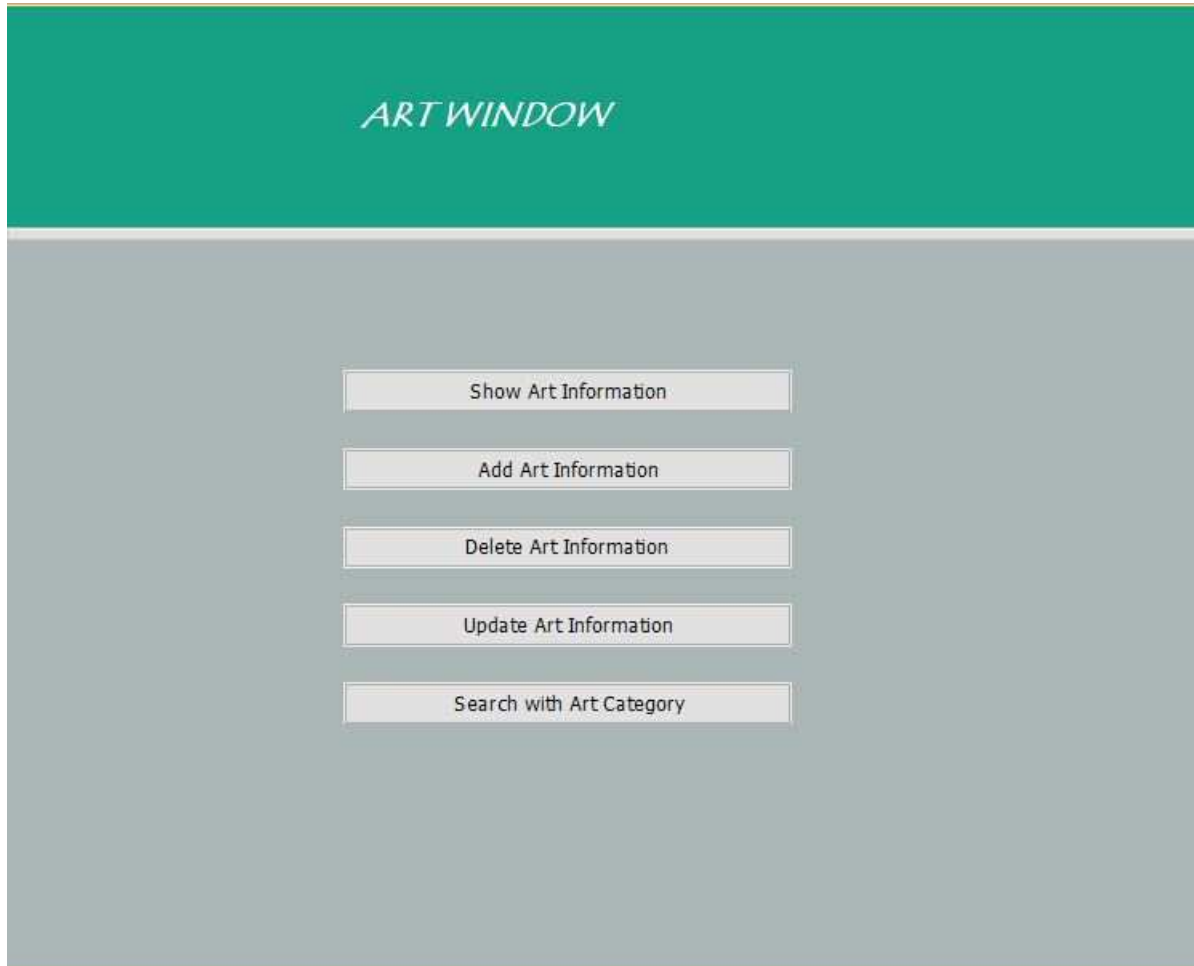 ART WINDOW
Show Art Information
Add Art Information
Delete Art Information
Update Art Information
Search with Art Category